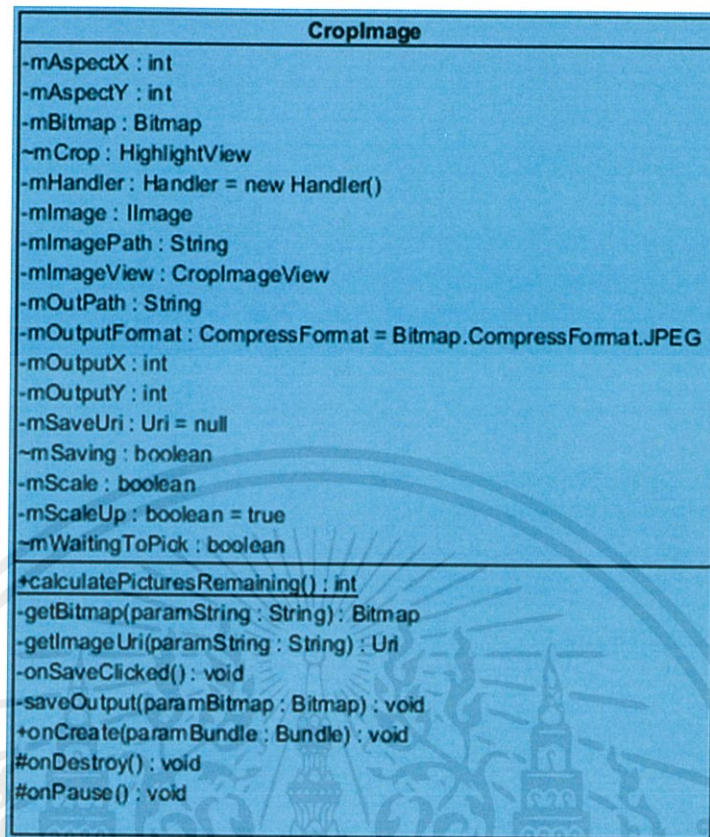 CropImage
-mAspectX : int
-mAspectY : int
-mBitmap : Bitmap
~mCrop : HighlightView
-mHandler : Handler = new Handler()
-mImage : IImage
-mImagePath : String
-mImageView : CropImageView
-mOutPath : String
-mOutputFormat : CompressFormat = Bitmap.CompressFormat.JPEG
-mOutputX : int
-mOutputY : int
-mSaveUri : Uri = null
~mSaving : boolean
-mScale : boolean
-mScaleUp : boolean = true
~mWaitingToPick : boolean
+calculatePicturesRemaining() : int
-getBitmap(paramString : String) : Bitmap
-getImageUri(paramString : String) : Uri
-onSaveClicked() : void
-saveOutput(paramBitmap : Bitmap) : void
+onCreate(paramBundle : Bundle) : void
#onDestroy() : void
#onPause() : void